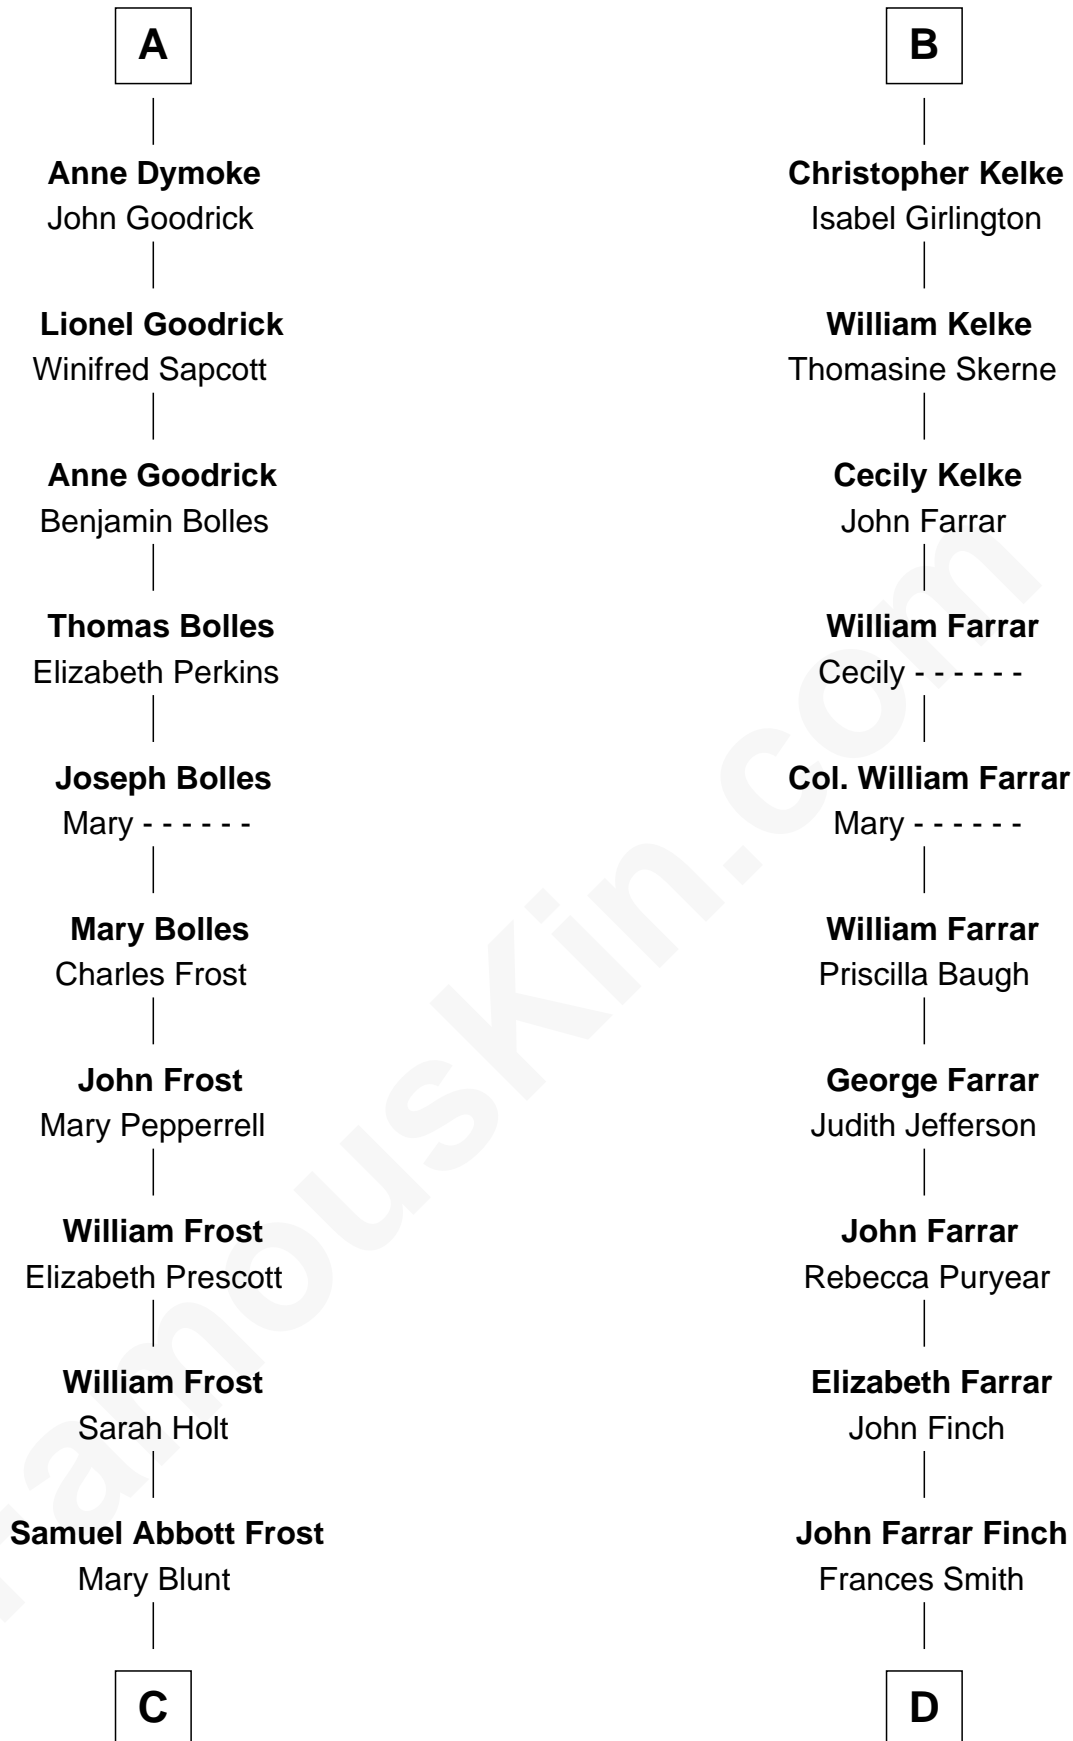 A
Anne Dymoke
John Goodrick
Lionel Goodrick
Winifred Sapcott
Anne Goodrick
Benjamin Bolles
Thomas Bolles
Elizabeth Perkins
Joseph Bolles
Mary - - - - - -
Mary Bolles
Charles Frost
John Frost
Mary Pepperrell
William Frost
Elizabeth Prescott
William Frost
Sarah Holt
Samuel Abbott Frost
Mary Blunt
C
B
Christopher Kelke
Isabel Girlington
William Kelke
Thomasine Skerne
Cecily Kelke
John Farrar
William Farrar
Cecily - - - - - -
Col. William Farrar
Mary - - - - - -
William Farrar
Priscilla Baugh
George Farrar
Judith Jefferson
John Farrar
Rebecca Puryear
Elizabeth Farrar
John Finch
John Farrar Finch
Frances Smith
D
FamousKin.com